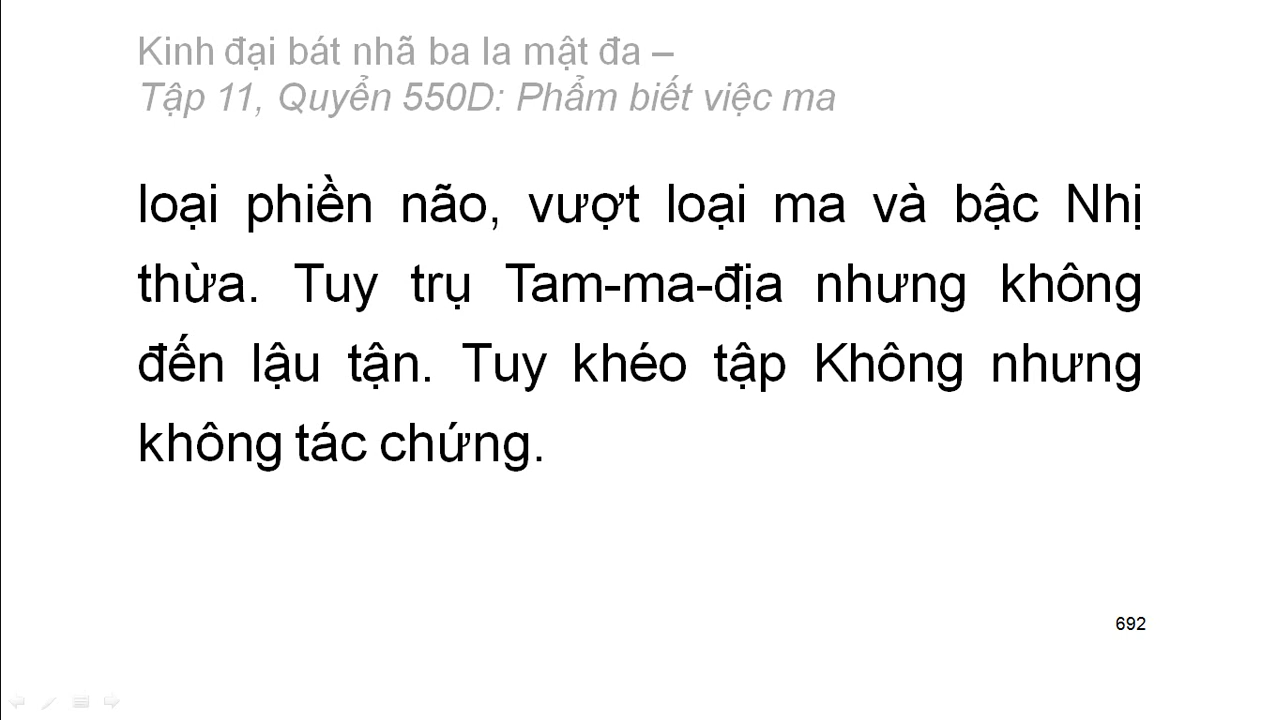 Kinh đại bát nhã ba la mật đa –
Tập 11, Quyển 550D: Phẩm biết việc ma
loại phiền não, vượt loại ma và bậc Nhị
thừa. Tuy trụ Tam-ma-địa nhưng không
đến lậu tận. Tuy khéo tập Không nhưng
không tác chứng.
692